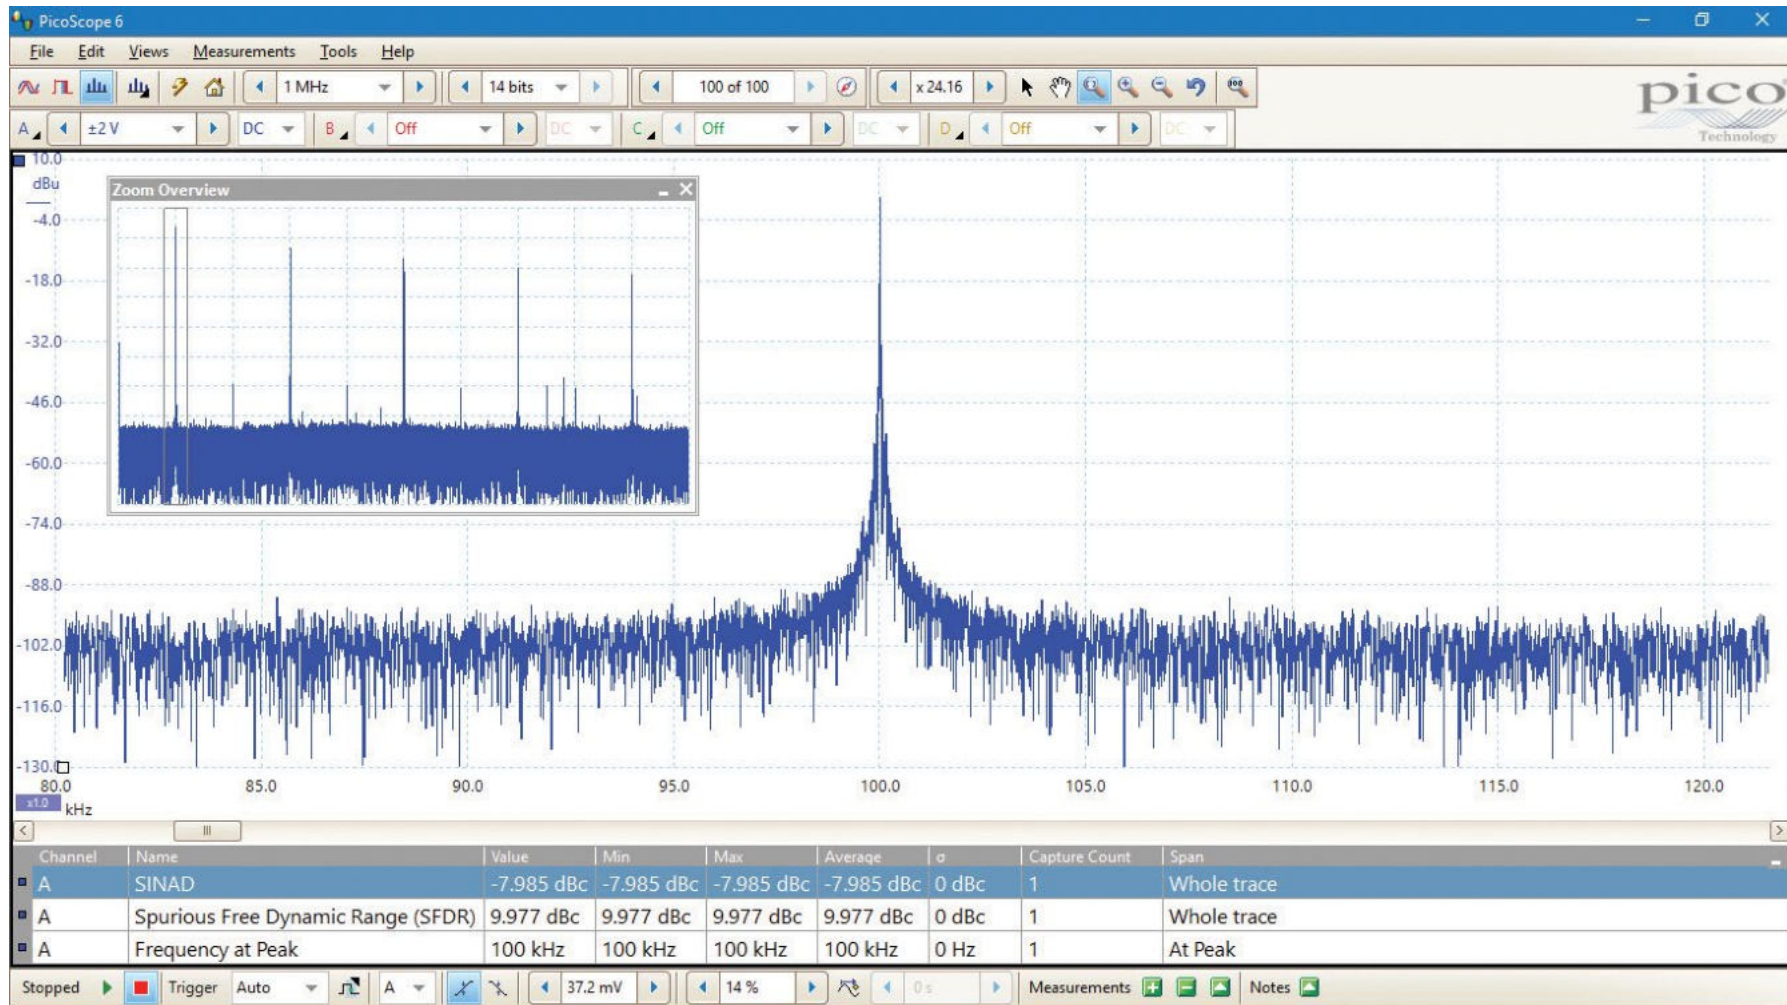 PicoScope 6
File Edit Views Measurements Tools Help
1 MHz 14 bits 100 of 100 x 24.16
A ±2 V DC B Off DC C Off DC D Off DC
pico
Technology
10.0
dBu
-4.0
-18.0
-32.0
-46.0
-60.0
-74.0
-88.0
-102.0
-116.0
-130.0
Zoom Overview
80.0 85.0 90.0 95.0 100.0 105.0 110.0 115.0 120.0
x1.0 kHz
Channel Name Value Min Max Average σ Capture Count Span
A SINAD -7.985 dBc -7.985 dBc -7.985 dBc -7.985 dBc 0 dBc 1 Whole trace
A Spurious Free Dynamic Range (SFDR) 9.977 dBc 9.977 dBc 9.977 dBc 9.977 dBc 0 dBc 1 Whole trace
A Frequency at Peak 100 kHz 100 kHz 100 kHz 100 kHz 0 Hz 1 At Peak
Stopped Trigger Auto A 37.2 mV 14 % 0 s Measurements Notes